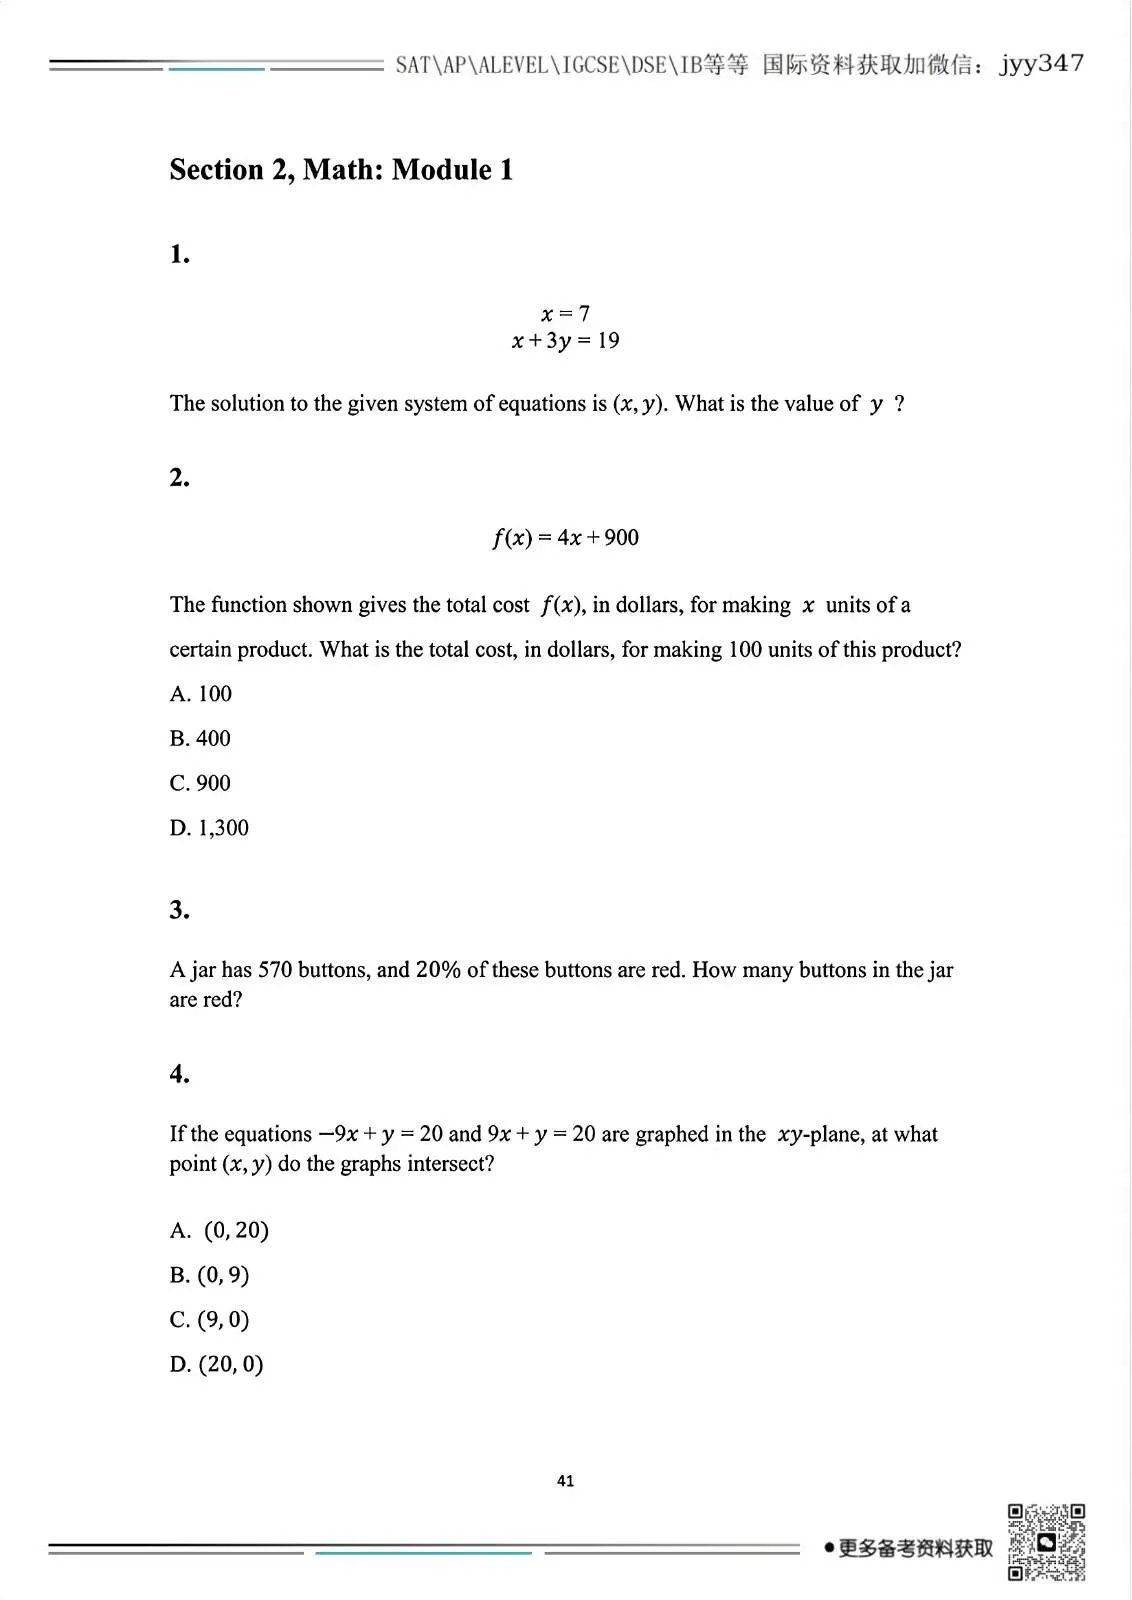 SAT\AP\ALEVEL\IGCSE\DSE\IB等等 国际资料获取加微信：jyy347
Section 2, Math: Module 1
1.
x = 7
x + 3y = 19
The solution to the given system of equations is (x, y). What is the value of y ?
2.
f(x) = 4x + 900
The function shown gives the total cost f(x), in dollars, for making x units of a
certain product. What is the total cost, in dollars, for making 100 units of this product?
A. 100
B. 400
C. 900
D. 1,300
3.
A jar has 570 buttons, and 20% of these buttons are red. How many buttons in the jar
are red?
4.
If the equations −9x + y = 20 and 9x + y = 20 are graphed in the xy-plane, at what
point (x, y) do the graphs intersect?
A. (0, 20)
B. (0, 9)
C. (9, 0)
D. (20, 0)
41
●更多备考资料获取